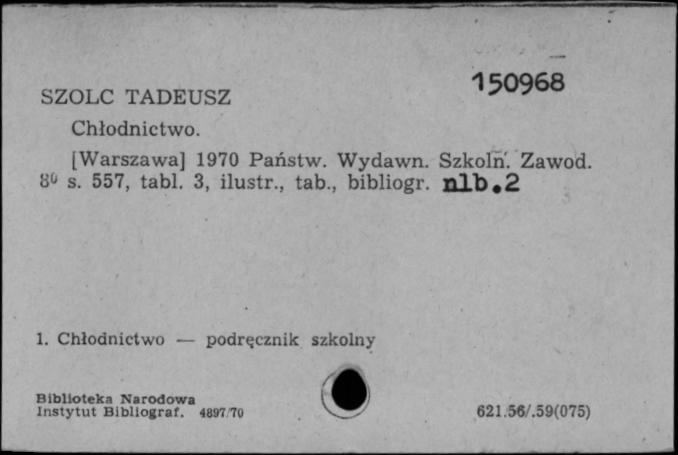 150968
SZOLC TADEUSZ
Chłodnictwo.
[Warszawa] 1970 Państw. Wydawn. Szkoln. Zawod.
8⁰ s. 557, tabl. 3, ilustr., tab., bibliogr. nlb.2
1. Chłodnictwo — podręcznik szkolny
Biblioteka Narodowa
Instytut Bibliograf. 4897/70
621.56/.59(075)